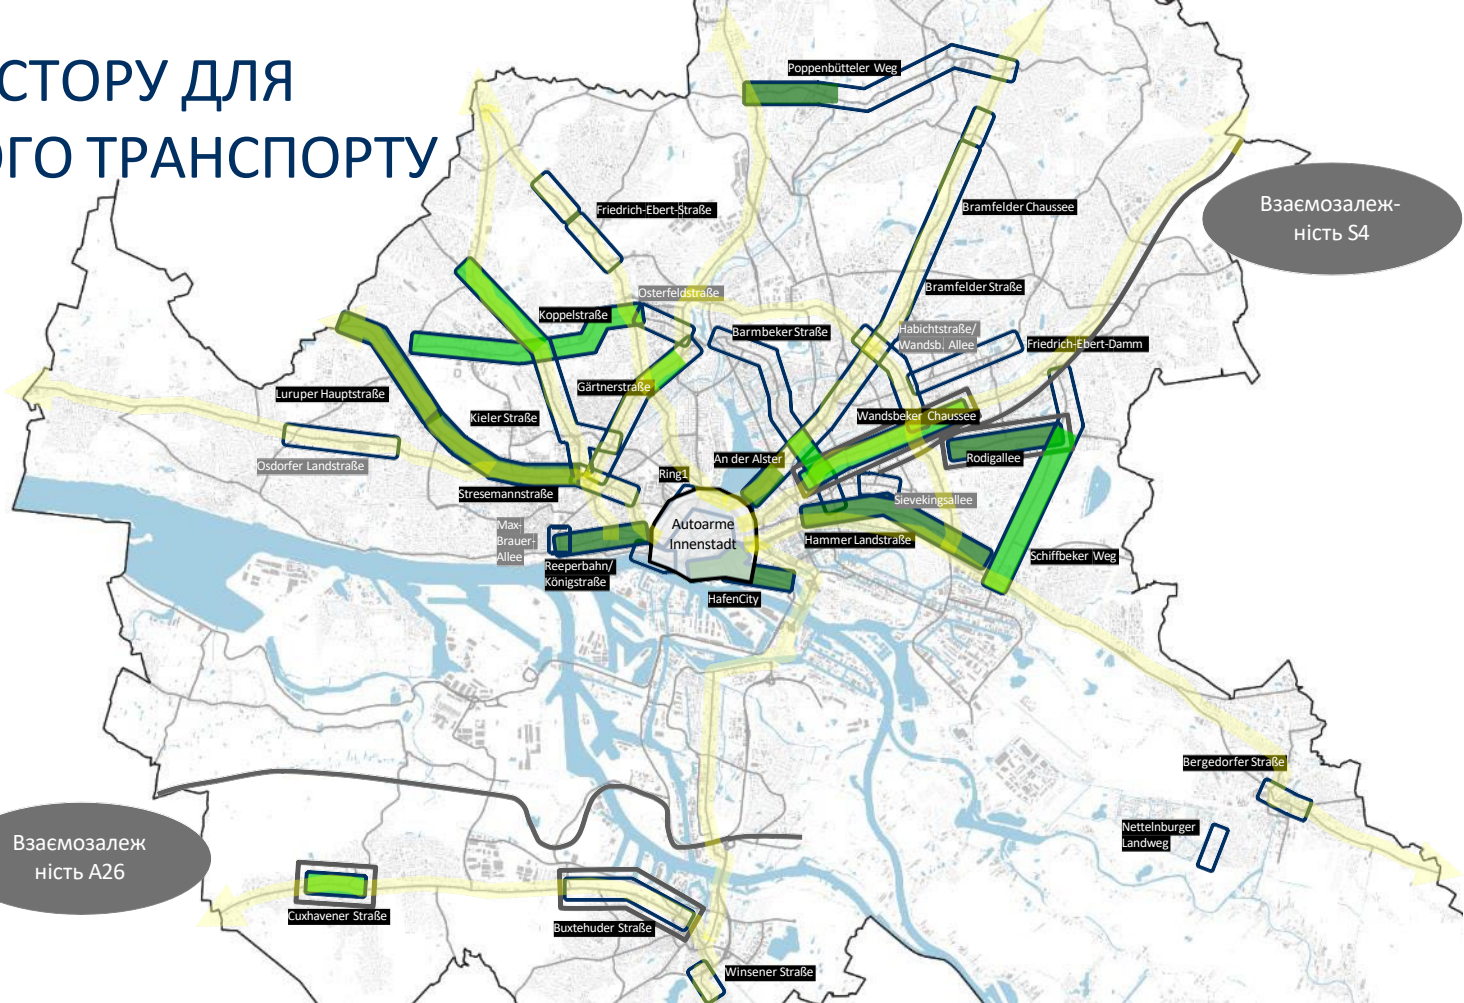 СТОРУ ДЛЯ
ОГО ТРАНСПОРТУ
Poppenbütteler Weg
Взаємозалеж-
ність S4
Friedrich-Ebert-Straße
Bramfelder Chaussee
Osterfeldstraße
Bramfelder Straße
Koppelstraße
Barmbeker Straße
Habichtstraße/
Wandsb. Allee
Friedrich-Ebert-Damm
Luruper Hauptstraße
Gärtnerstraße
Kieler Straße
Wandsbeker Chaussee
Osdorfer Landstraße
An der Alster
Rodigallee
Ring1
Stresemannstraße
Sievekingsallee
Max-
Brauer-
Allee
Autoarme
Innenstadt
Hammer Landstraße
Schiffbeker Weg
Reeperbahn/
Königstraße
HafenCity
Bergedorfer Straße
Nettelnburger
Landweg
Взаємозалеж
ність A26
Cuxhavener Straße
Buxtehuder Straße
Winsener Straße